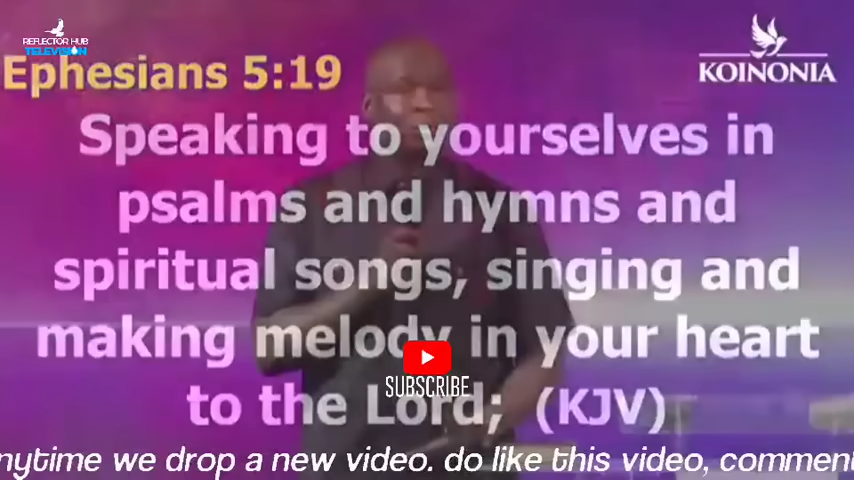 REFLECTOR HUB
TELEVISION
KOINONIA
Ephesians 5:19
Speaking to yourselves in
psalms and hymns and
spiritual songs, singing and
making melody in your heart
to the Lord; (KJV)
SUBSCRIBE
nytime we drop a new video. do like this video, comment